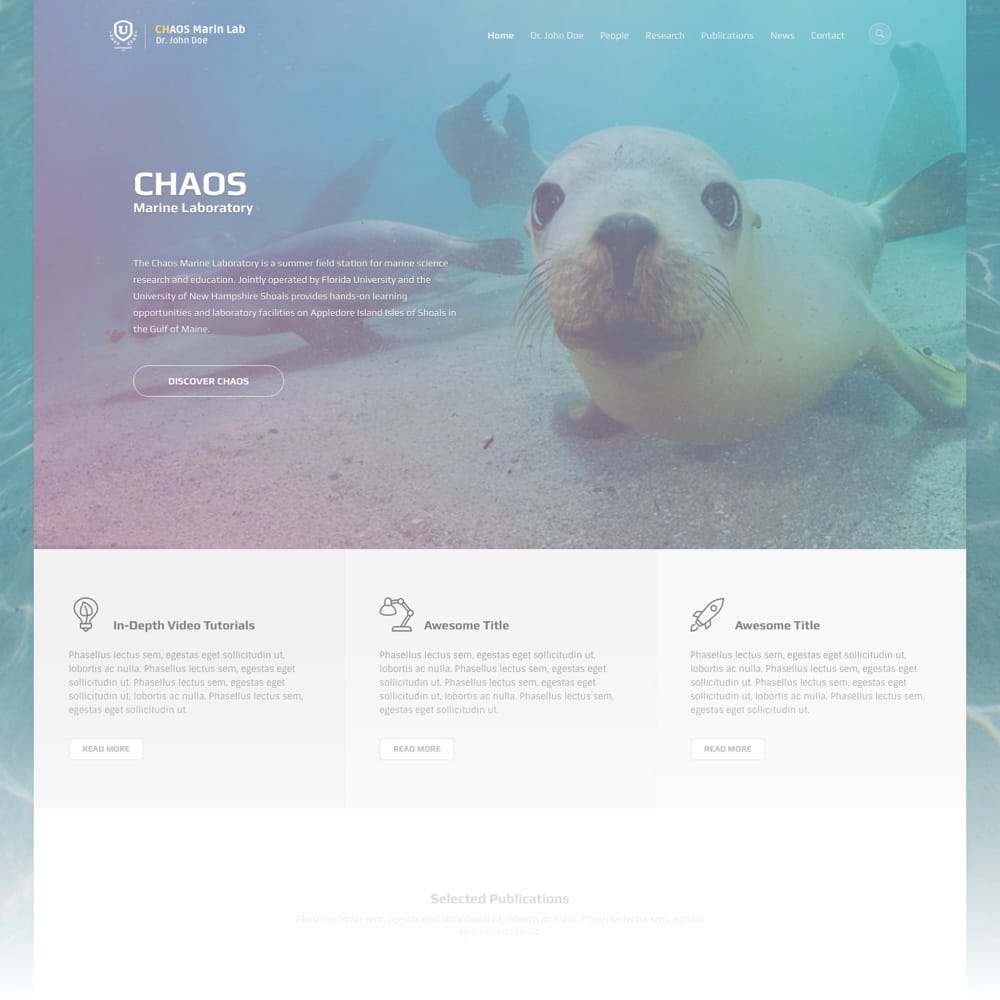 CHAOS Marin Lab
Dr. John Doe
Home Dr. John Doe People Research Publications News Contact
CHAOS
Marine Laboratory
The Chaos Marine Laboratory is a summer field station for marine science
research and education. Jointly operated by Florida University and the
University of New Hampshire Shoals provides hands-on learning
opportunities and laboratory facilities on Appledore Island Isles of Shoals in
the Gulf of Maine.
DISCOVER CHAOS
In-Depth Video Tutorials
Phasellus lectus sem, egestas eget sollicitudin ut,
lobortis ac nulla. Phasellus lectus sem, egestas eget
sollicitudin ut. Phasellus lectus sem, egestas eget
sollicitudin ut, lobortis ac nulla. Phasellus lectus sem,
egestas eget sollicitudin ut.
READ MORE
Awesome Title
Phasellus lectus sem, egestas eget sollicitudin ut,
lobortis ac nulla. Phasellus lectus sem, egestas eget
sollicitudin ut. Phasellus lectus sem, egestas eget
sollicitudin ut, lobortis ac nulla. Phasellus lectus sem,
egestas eget sollicitudin ut.
READ MORE
Awesome Title
Phasellus lectus sem, egestas eget sollicitudin ut,
lobortis ac nulla. Phasellus lectus sem, egestas eget
sollicitudin ut. Phasellus lectus sem, egestas eget
sollicitudin ut, lobortis ac nulla. Phasellus lectus sem,
egestas eget sollicitudin ut.
READ MORE
Selected Publications
Phasellus lectus sem, egestas eget sollicitudin ut, lobortis ac nulla. Phasellus lectus sem, egestas
eget sollicitudin ut.